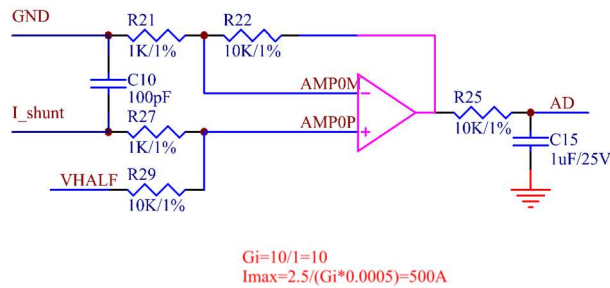 GND
R21
R22
1K/1%
10K/1%
C10
100pF
AMP0M
I_shunt
R27
AMP0P
R25
AD
1K/1%
10K/1%
C15
1uF/25V
VHALF
R29
10K/1%
Gi=10/1=10
Imax=2.5/(Gi*0.0005)=500A